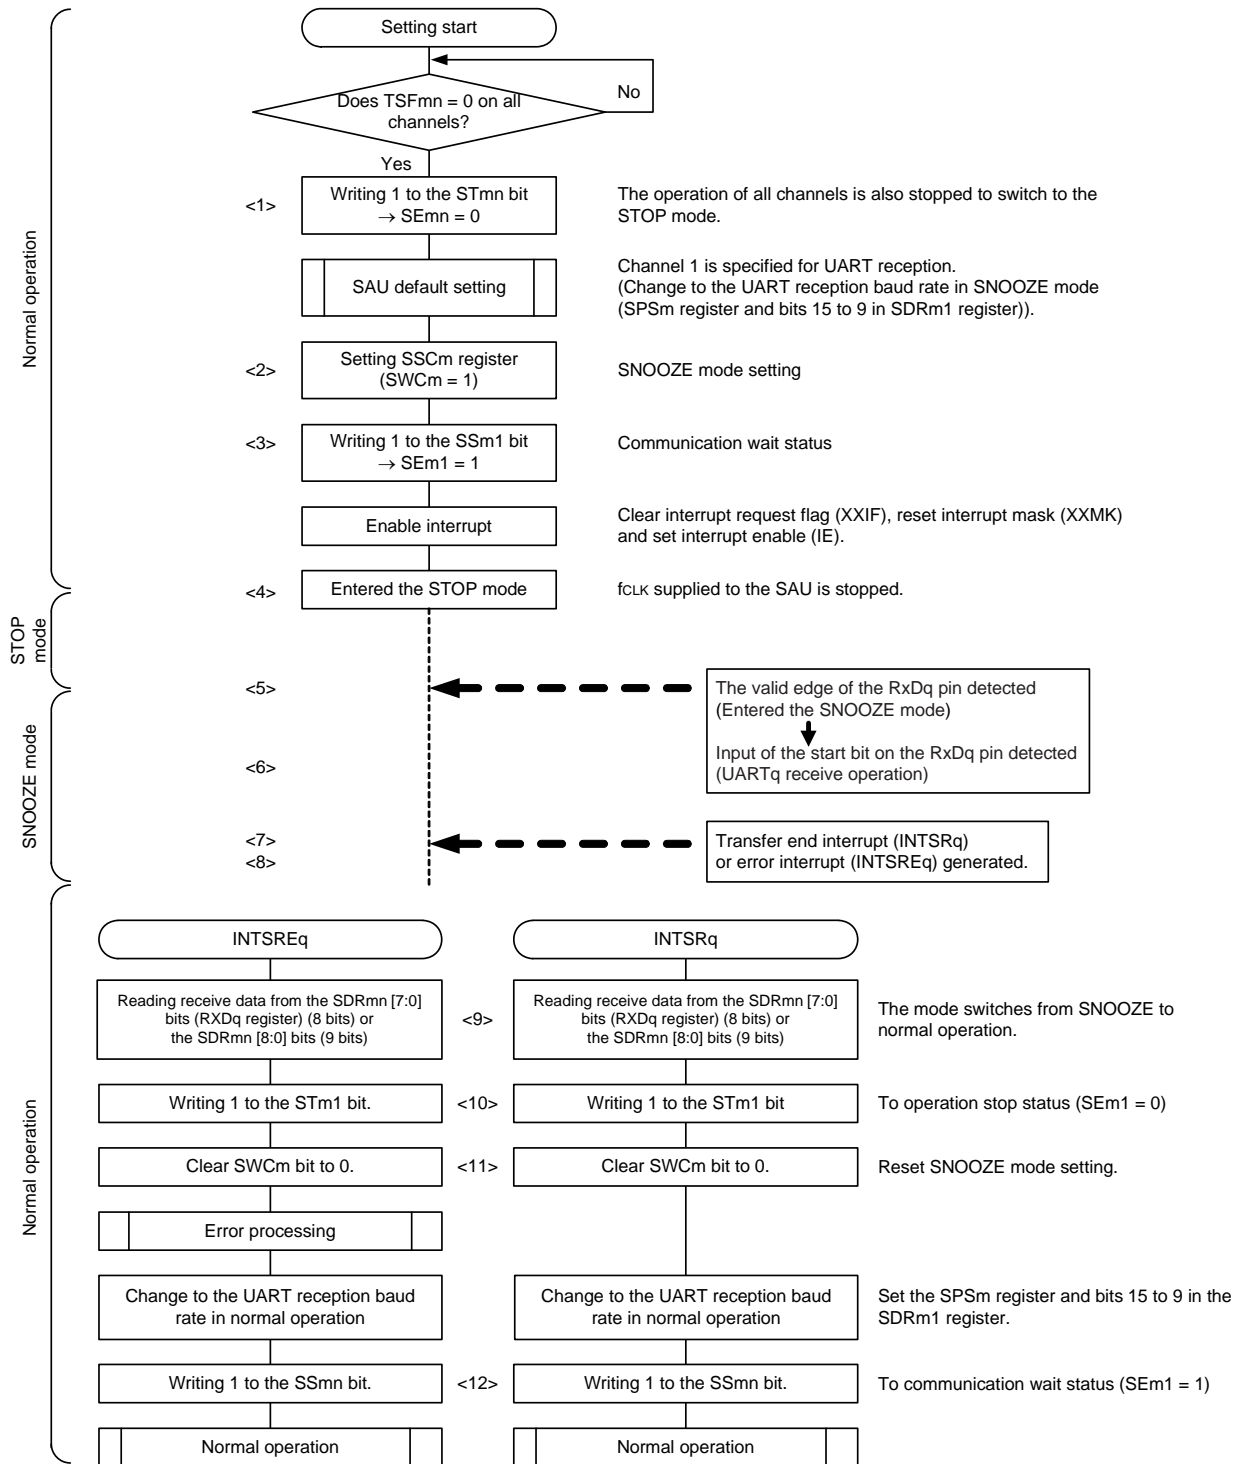 Setting start
No
Does TSFmn = 0 on all
channels?
Yes
Normal operation
<1>
Writing 1 to the STmn bit
→ SEmn = 0
The operation of all channels is also stopped to switch to the
STOP mode.
SAU default setting
Channel 1 is specified for UART reception.
(Change to the UART reception baud rate in SNOOZE mode
(SPSm register and bits 15 to 9 in SDRm1 register)).
<2>
Setting SSCm register
(SWCm = 1)
SNOOZE mode setting
<3>
Writing 1 to the SSm1 bit
→ SEm1 = 1
Communication wait status
Enable interrupt
Clear interrupt request flag (XXIF), reset interrupt mask (XXMK)
and set interrupt enable (IE).
<4>
Entered the STOP mode
fCLK supplied to the SAU is stopped.
STOP
mode
<5>
The valid edge of the RxDq pin detected
(Entered the SNOOZE mode)
SNOOZE mode
<6>
Input of the start bit on the RxDq pin detected
(UARTq receive operation)
<7>
<8>
Transfer end interrupt (INTSRq)
or error interrupt (INTSREq) generated.
Normal operation
INTSREq
INTSRq
Reading receive data from the SDRmn [7:0]
bits (RXDq register) (8 bits) or
the SDRmn [8:0] bits (9 bits)
<9>
Reading receive data from the SDRmn [7:0]
bits (RXDq register) (8 bits) or
the SDRmn [8:0] bits (9 bits)
The mode switches from SNOOZE to
normal operation.
Writing 1 to the STm1 bit.
<10>
Writing 1 to the STm1 bit
To operation stop status (SEm1 = 0)
Clear SWCm bit to 0.
<11>
Clear SWCm bit to 0.
Reset SNOOZE mode setting.
Error processing
Change to the UART reception baud
rate in normal operation
Change to the UART reception baud
rate in normal operation
Set the SPSm register and bits 15 to 9 in the
SDRm1 register.
Writing 1 to the SSmn bit.
<12>
Writing 1 to the SSmn bit.
To communication wait status (SEm1 = 1)
Normal operation
Normal operation